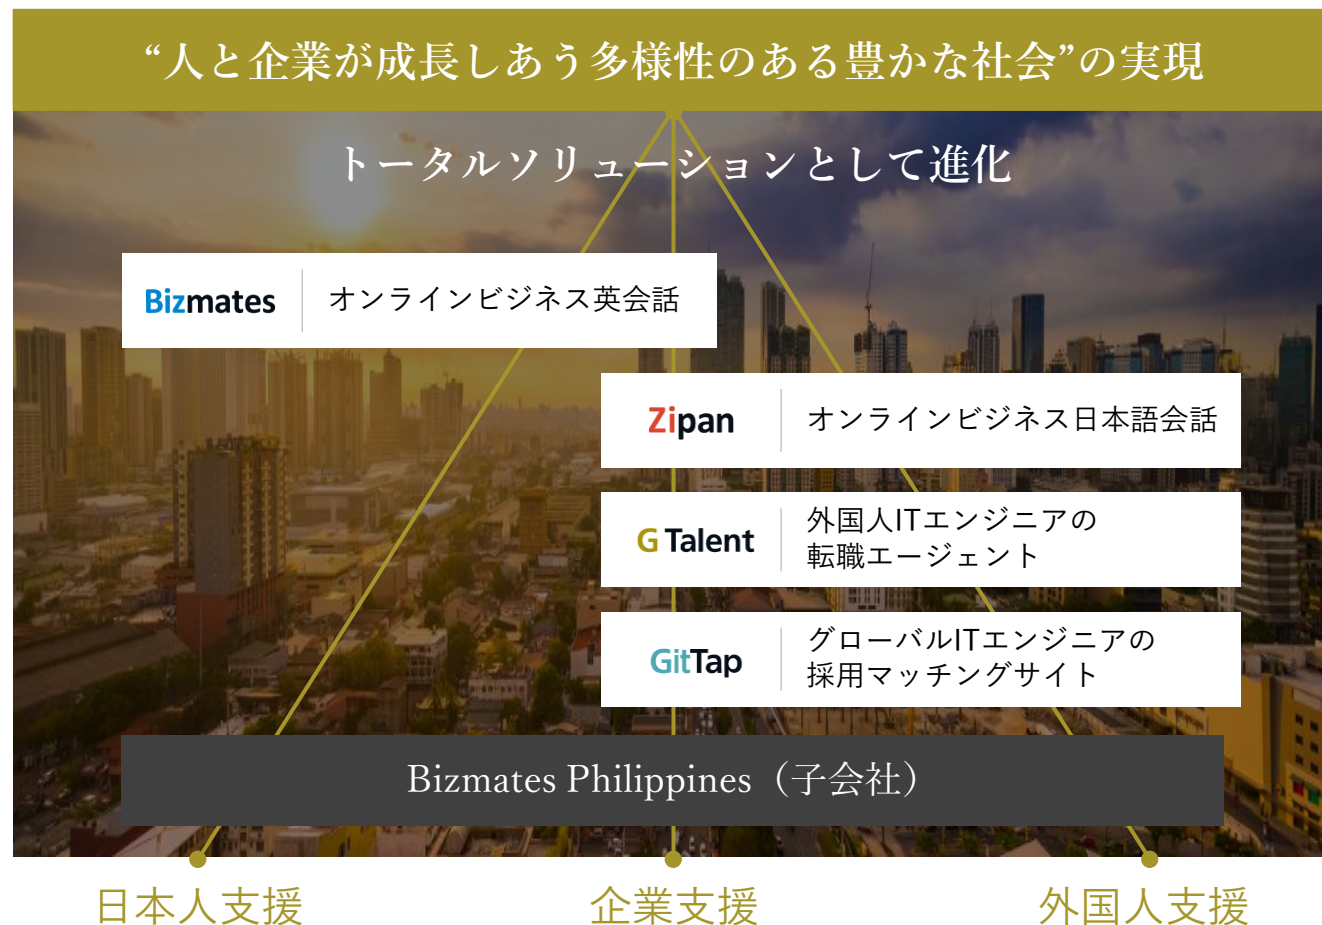 “人と企業が成長しあう多様性のある豊かな社会”の実現
トータルソリューションとして進化
Bizmates
オンラインビジネス英会話
Zipan
オンラインビジネス日本語会話
G Talent
外国人ITエンジニアの
転職エージェント
GitTap
グローバルITエンジニアの
採用マッチングサイト
Bizmates Philippines（子会社）
日本人支援
企業支援
外国人支援